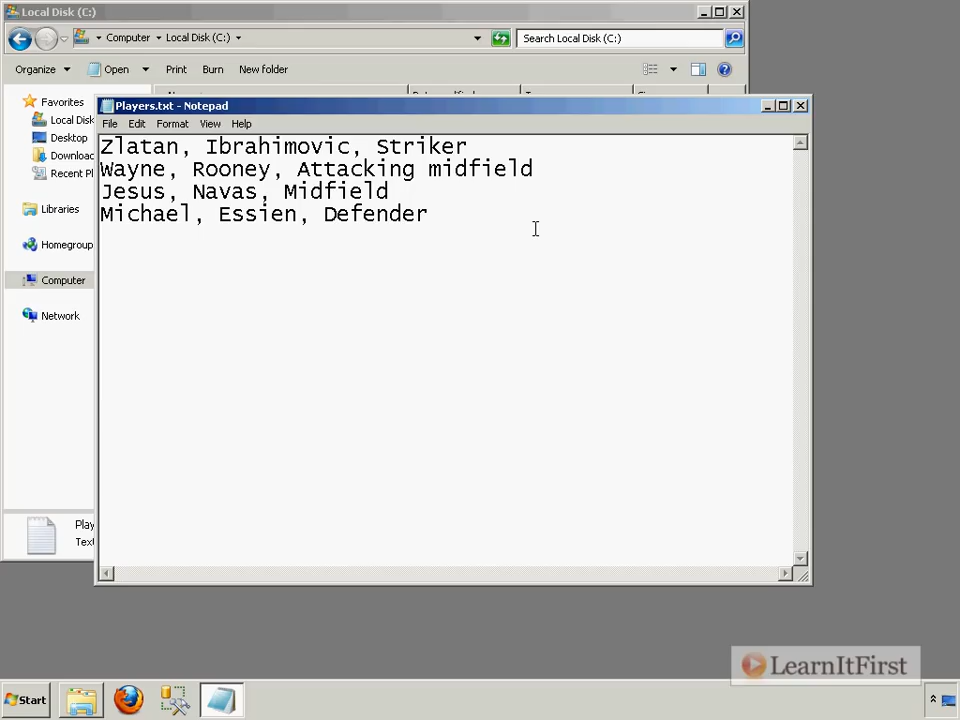 Local Disk (C:)
Computer Local Disk (C:) Search Local Disk (C:)
Organize Open Print Burn New folder
Favorites
Local Disk
Desktop
Recent Pl
Libraries
Homegroup
Computer
Network
Text
Players.txt - Notepad
File Edit Format View Help
Zlatan, Ibrahimovic, Striker
Wayne, Rooney, Attacking midfield
Jesus, Navas, Midfield
Michael, Essien, Defender
LearnItFirst
Start